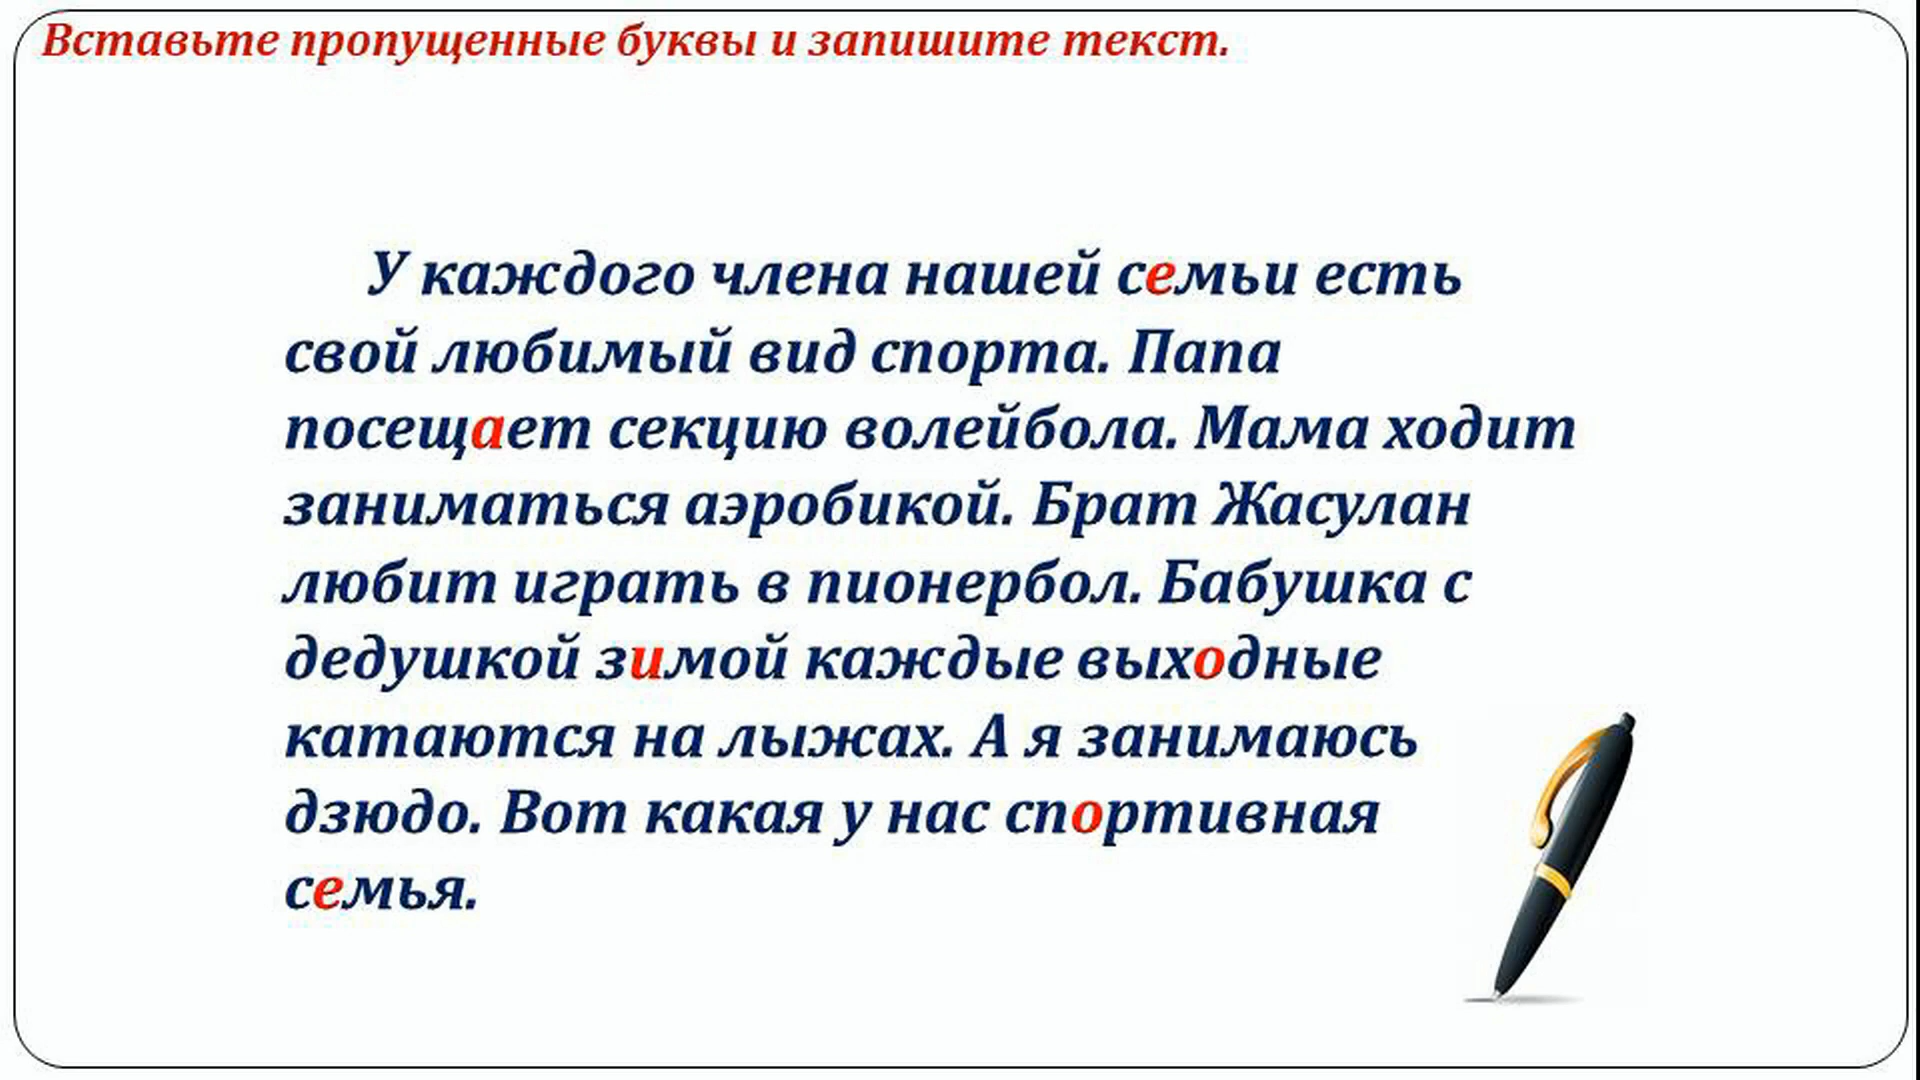 Вставьте пропущенные буквы и запишите текст.
У каждого члена нашей семьи есть
свой любимый вид спорта. Папа
посещает секцию волейбола. Мама ходит
заниматься аэробикой. Брат Жасулан
любит играть в пионербол. Бабушка с
дедушкой зимой каждые выходные
катаются на лыжах. А я занимаюсь
дзюдо. Вот какая у нас спортивная
семья.